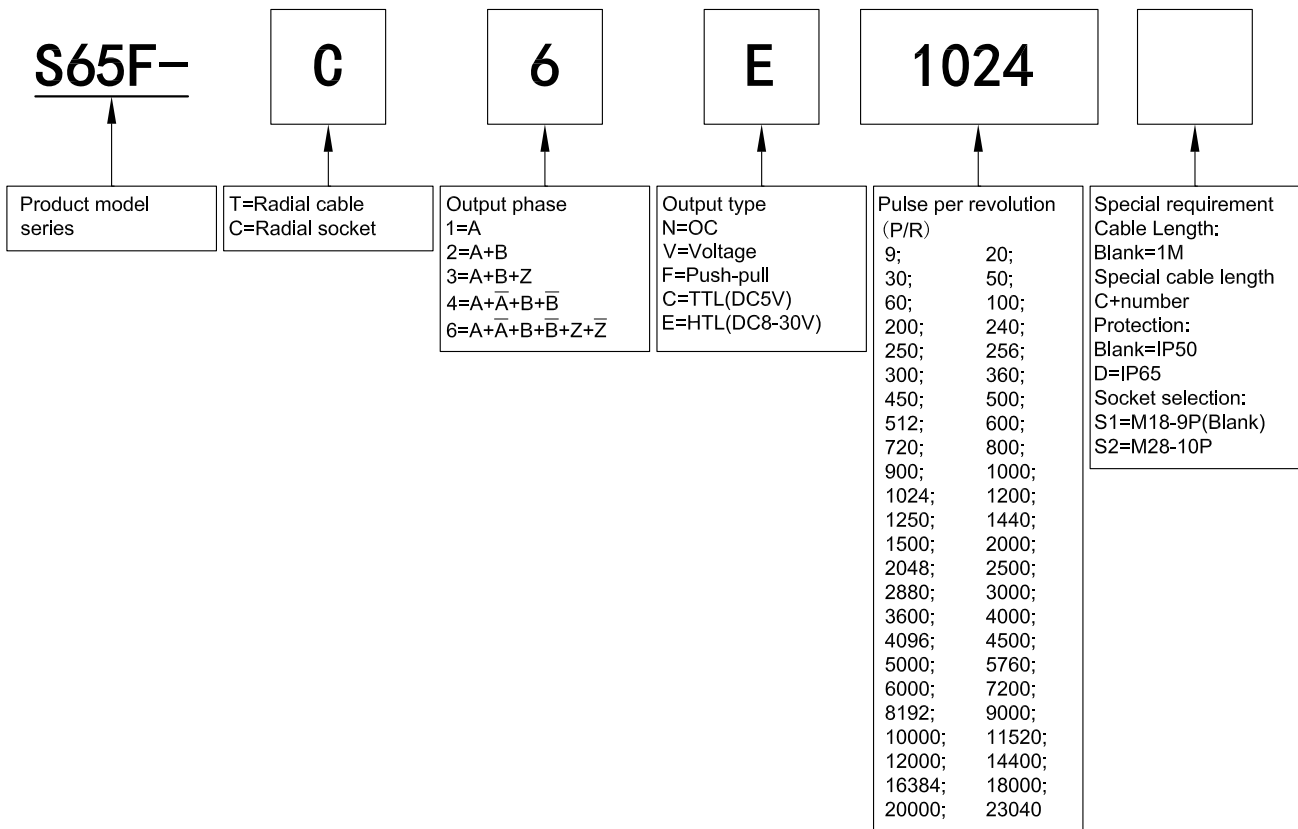 S65F- C 6 E 1024
Product model
series
T=Radial cable
C=Radial socket
Output phase
1=A
2=A+B
3=A+B+Z
4=A+A̅+B+B̅
6=A+A̅+B+B̅+Z+Z̅
Output type
N=OC
V=Voltage
F=Push-pull
C=TTL(DC5V)
E=HTL(DC8-30V)
Pulse per revolution
(P/R)
9; 20;
30; 50;
60; 100;
200; 240;
250; 256;
300; 360;
450; 500;
512; 600;
720; 800;
900; 1000;
1024; 1200;
1250; 1440;
1500; 2000;
2048; 2500;
2880; 3000;
3600; 4000;
4096; 4500;
5000; 5760;
6000; 7200;
8192; 9000;
10000; 11520;
12000; 14400;
16384; 18000;
20000; 23040
Special requirement
Cable Length:
Blank=1M
Special cable length
C+number
Protection:
Blank=IP50
D=IP65
Socket selection:
S1=M18-9P(Blank)
S2=M28-10P